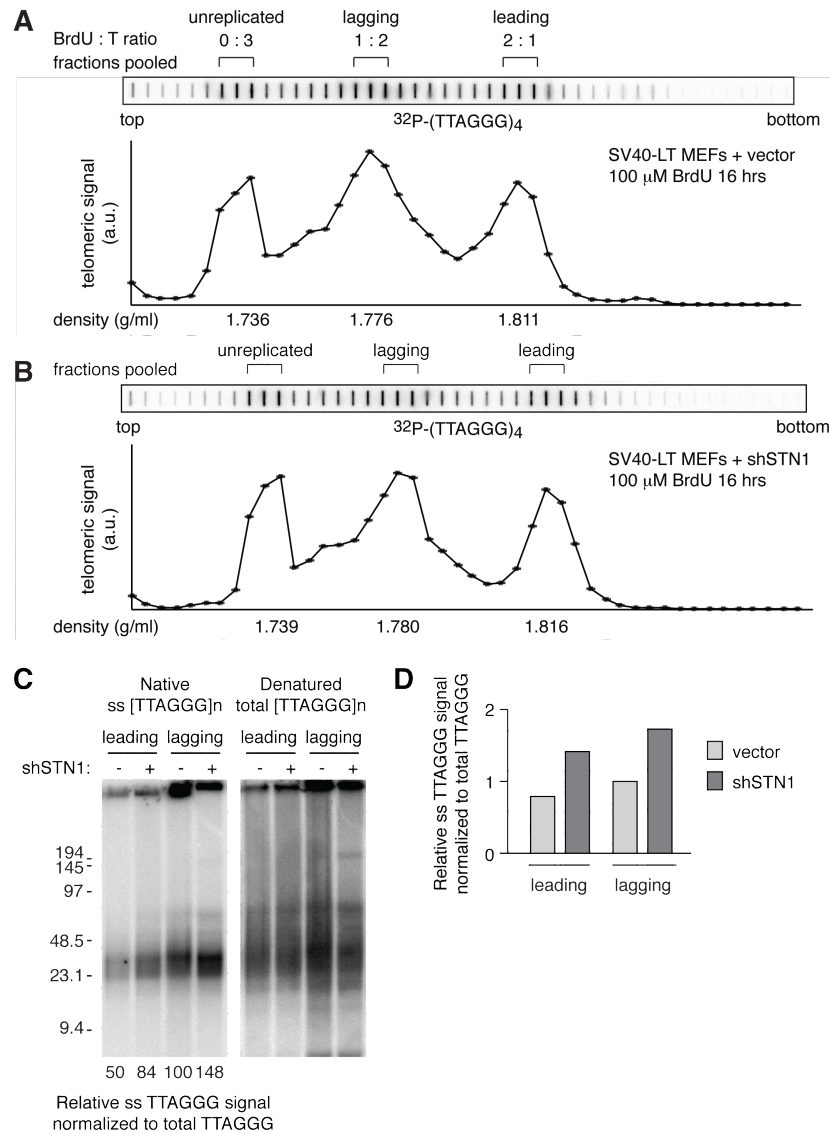 A
unreplicated lagging leading
BrdU : T ratio 0 : 3 1 : 2 2 : 1
fractions pooled
top 32P-(TTAGGG)4 bottom
SV40-LT MEFs + vector
100 μM BrdU 16 hrs
telomeric signal
(a.u.)
density (g/ml) 1.736 1.776 1.811
B
unreplicated lagging leading
fractions pooled
top 32P-(TTAGGG)4 bottom
SV40-LT MEFs + shSTN1
100 μM BrdU 16 hrs
telomeric signal
(a.u.)
density (g/ml) 1.739 1.780 1.816
C
Native Denatured
ss [TTAGGG]n total [TTAGGG]n
leading lagging leading lagging
shSTN1: - + - + - + - +
194 -
145 -
97 -
48.5 -
23.1 -
9.4 -
50 84 100 148
Relative ss TTAGGG signal
normalized to total TTAGGG
D
Relative ss TTAGGG signal
normalized to total TTAGGG
2
1
0
leading lagging
vector
shSTN1